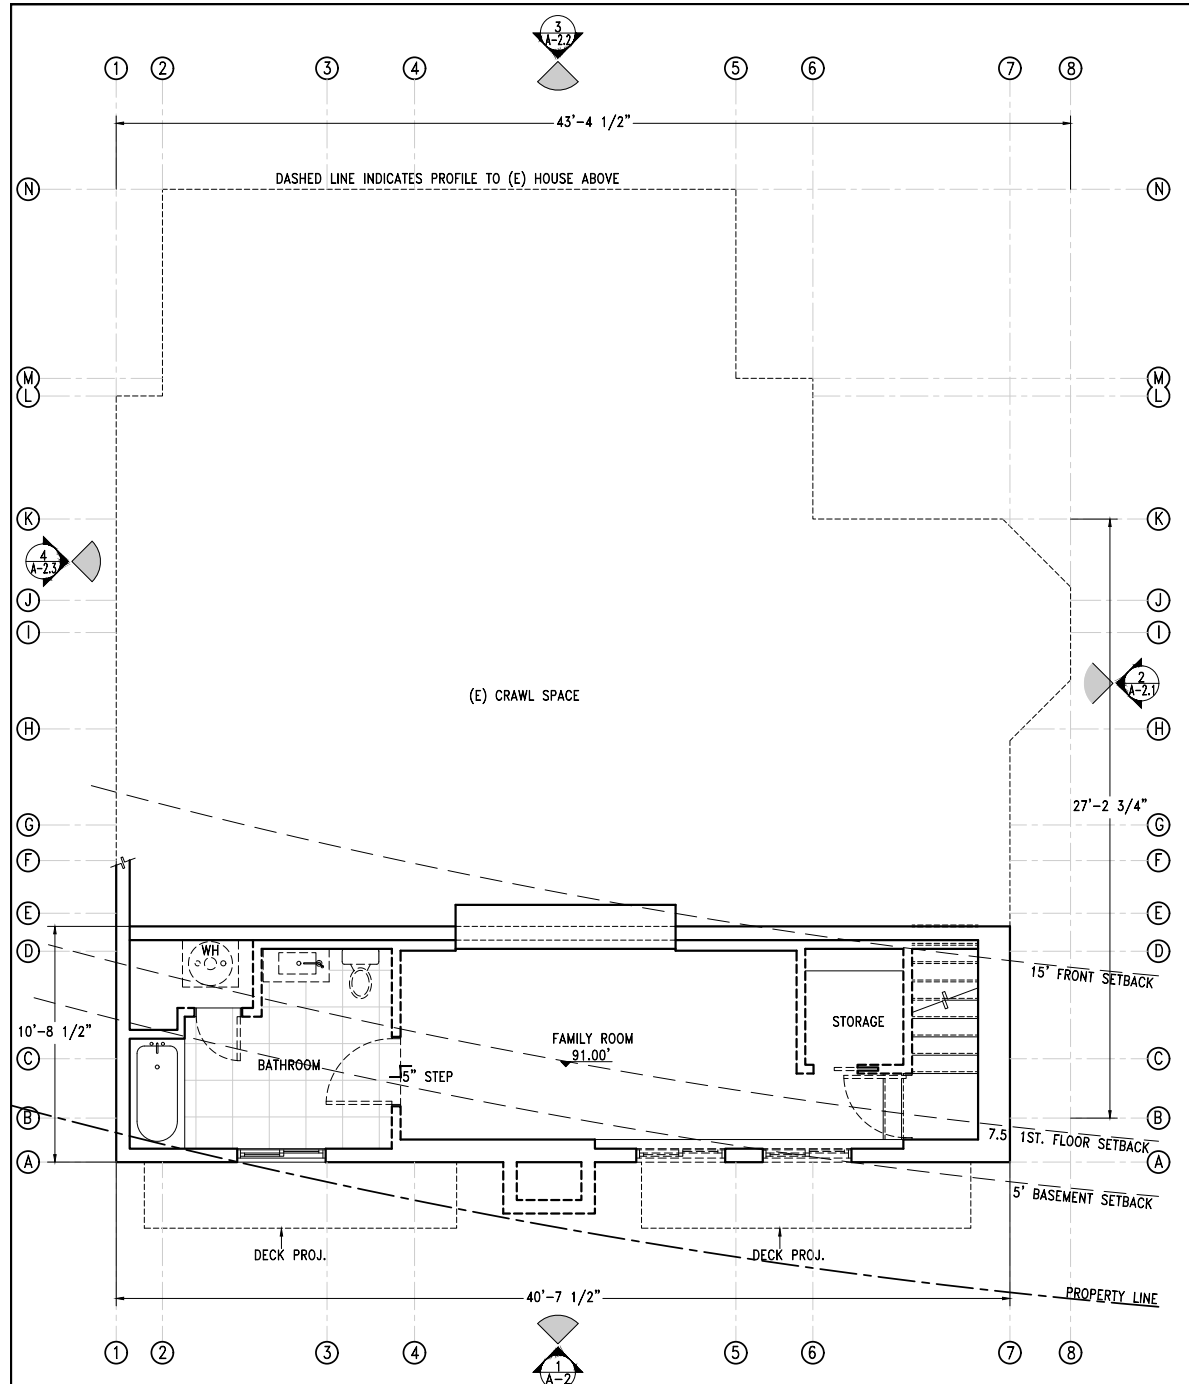 3
A-2.2
1 2 3 4 5 6 7 8
43'-4 1/2"
DASHED LINE INDICATES PROFILE TO (E) HOUSE ABOVE
N N
M M
L L
K K
4
A-2.3
J J
I I
2
A-2.1
(E) CRAWL SPACE
H H
27'-2 3/4"
G G
F F
E E
D D
WH
15' FRONT SETBACK
10'-8 1/2"
STORAGE
FAMILY ROOM
91.00'
C C
BATHROOM
5" STEP
B B
7.5' 1ST. FLOOR SETBACK
A A
5' BASEMENT SETBACK
DECK PROJ. DECK PROJ.
40'-7 1/2"
PROPERTY LINE
1 2 3 4 5 6 7 8
1
A-2